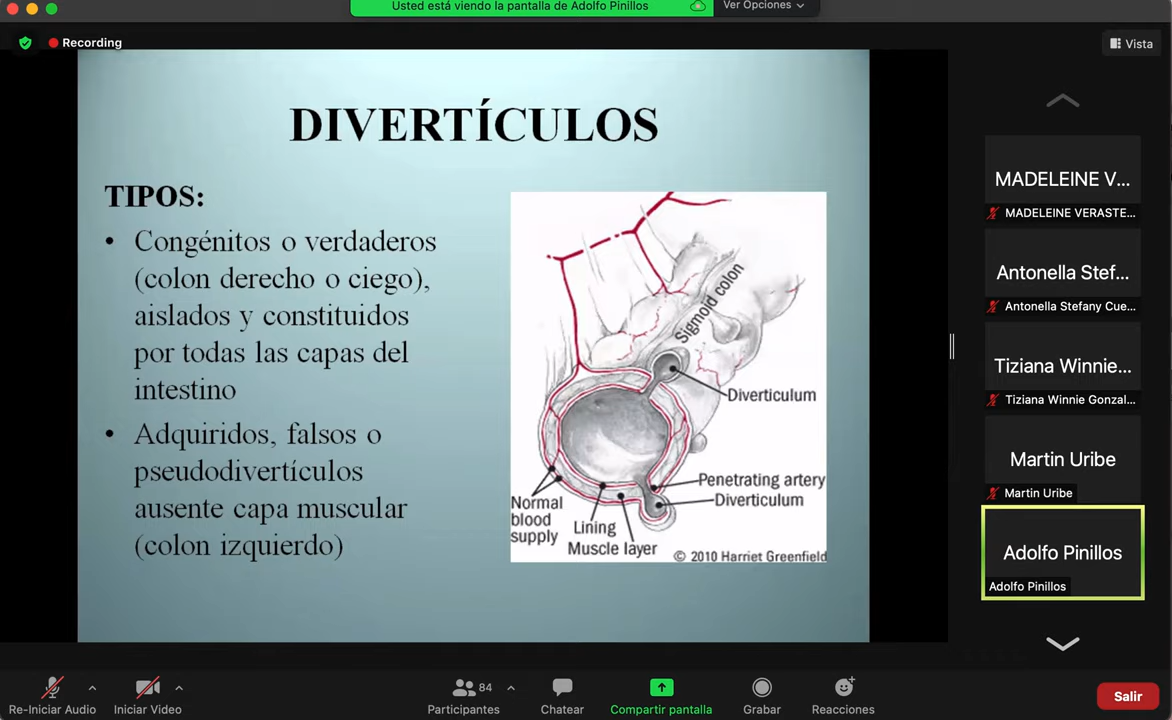 Usted está viendo la pantalla de Adolfo Pinillos
Ver Opciones
Recording
Vista
DIVERTÍCULOS
TIPOS:
• Congénitos o verdaderos
(colon derecho o ciego),
aislados y constituidos
por todas las capas del
intestino
• Adquiridos, falsos o
pseudodivertículos
ausente capa muscular
(colon izquierdo)
Sigmoid colon
Diverticulum
Penetrating artery
Diverticulum
Normal
blood
supply
Lining
Muscle layer
© 2010 Harriet Greenfield
MADELEINE V...
MADELEINE VERASTE...
Antonella Stef...
Antonella Stefany Cue...
Tiziana Winnie...
Tiziana Winnie Gonzal...
Martin Uribe
Martin Uribe
Adolfo Pinillos
Adolfo Pinillos
Re-Iniciar Audio
Iniciar Video
84
Participantes
Chatear
Compartir pantalla
Grabar
Reacciones
Salir